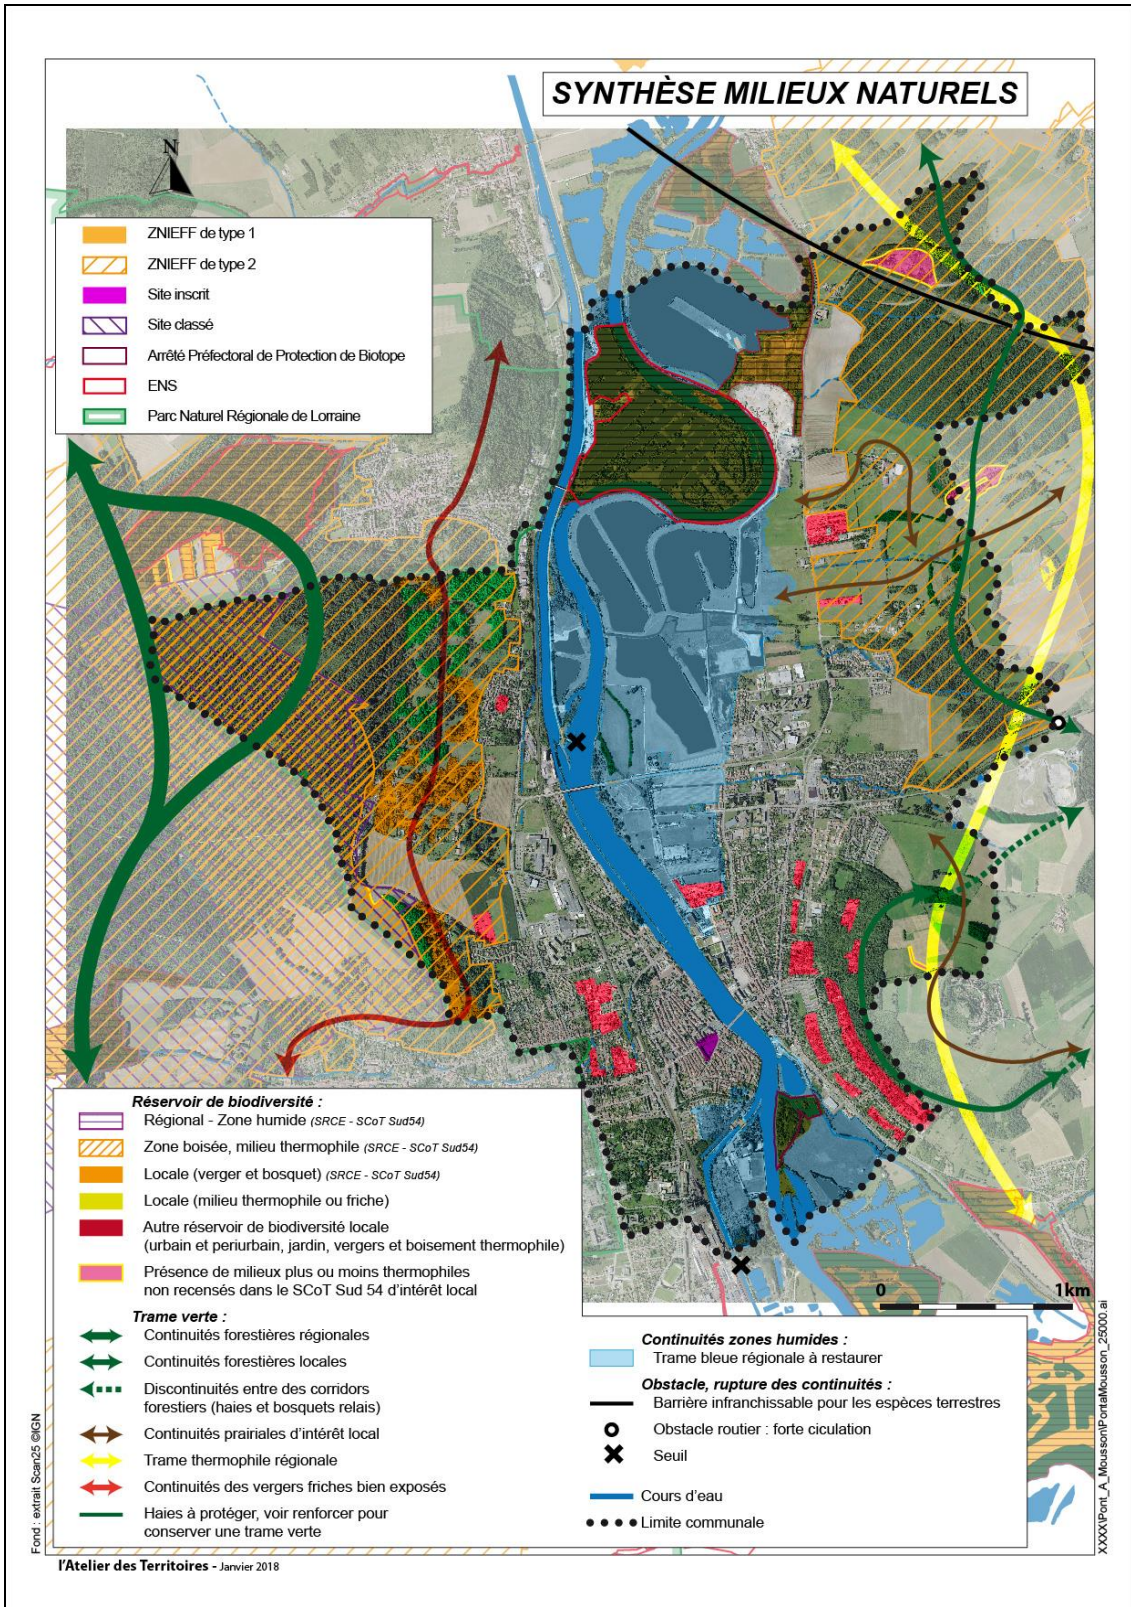 SYNTHÈSE MILIEUX NATURELS
N
ZNIEFF de type 1
ZNIEFF de type 2
Site inscrit
Site classé
Arrêté Préfectoral de Protection de Biotope
ENS
Parc Naturel Régionale de Lorraine
Réservoir de biodiversité :
Régional - Zone humide (SRCE - SCoT Sud54)
Zone boisée, milieu thermophile (SRCE - SCoT Sud54)
Locale (verger et bosquet) (SRCE - SCoT Sud54)
Locale (milieu thermophile ou friche)
Autre réservoir de biodiversité locale
(urbain et periurbain, jardin, vergers et boisement thermophile)
Présence de milieux plus ou moins thermophiles
non recensés dans le SCoT Sud 54 d'intérêt local
Trame verte :
Continuités forestières régionales
Continuités forestières locales
Discontinuités entre des corridors
forestiers (haies et bosquets relais)
Continuités prairiales d'intérêt local
Trame thermophile régionale
Continuités des vergers friches bien exposés
Haies à protéger, voir renforcer pour
conserver une trame verte
0 1km
Continuités zones humides :
Trame bleue régionale à restaurer
Obstacle, rupture des continuités :
Barrière infranchissable pour les espèces terrestres
Obstacle routier : forte ciculation
Seuil
Cours d'eau
Limite communale
Fond : extrait Scan25 ©IGN
XXXX\Pont_A_Mousson\PontaMousson_25000.ai
l'Atelier des Territoires - Janvier 2018